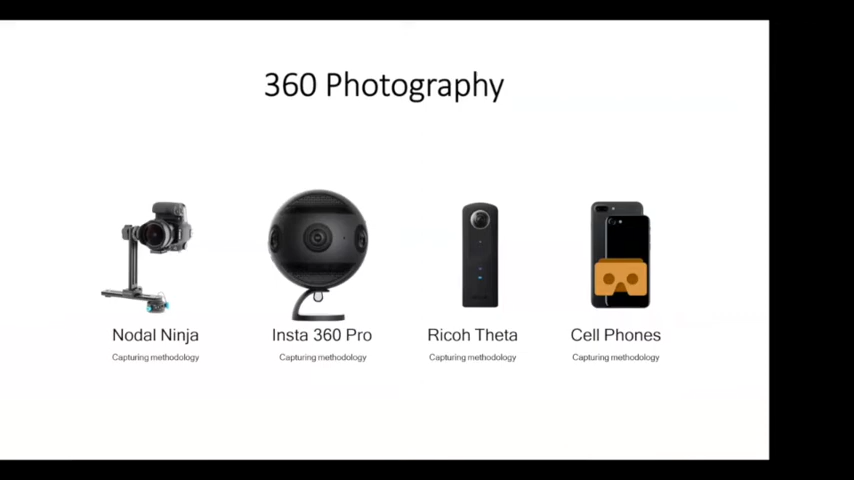 360 Photography
Nodal Ninja
Capturing methodology
Insta 360 Pro
Capturing methodology
Ricoh Theta
Capturing methodology
Cell Phones
Capturing methodology